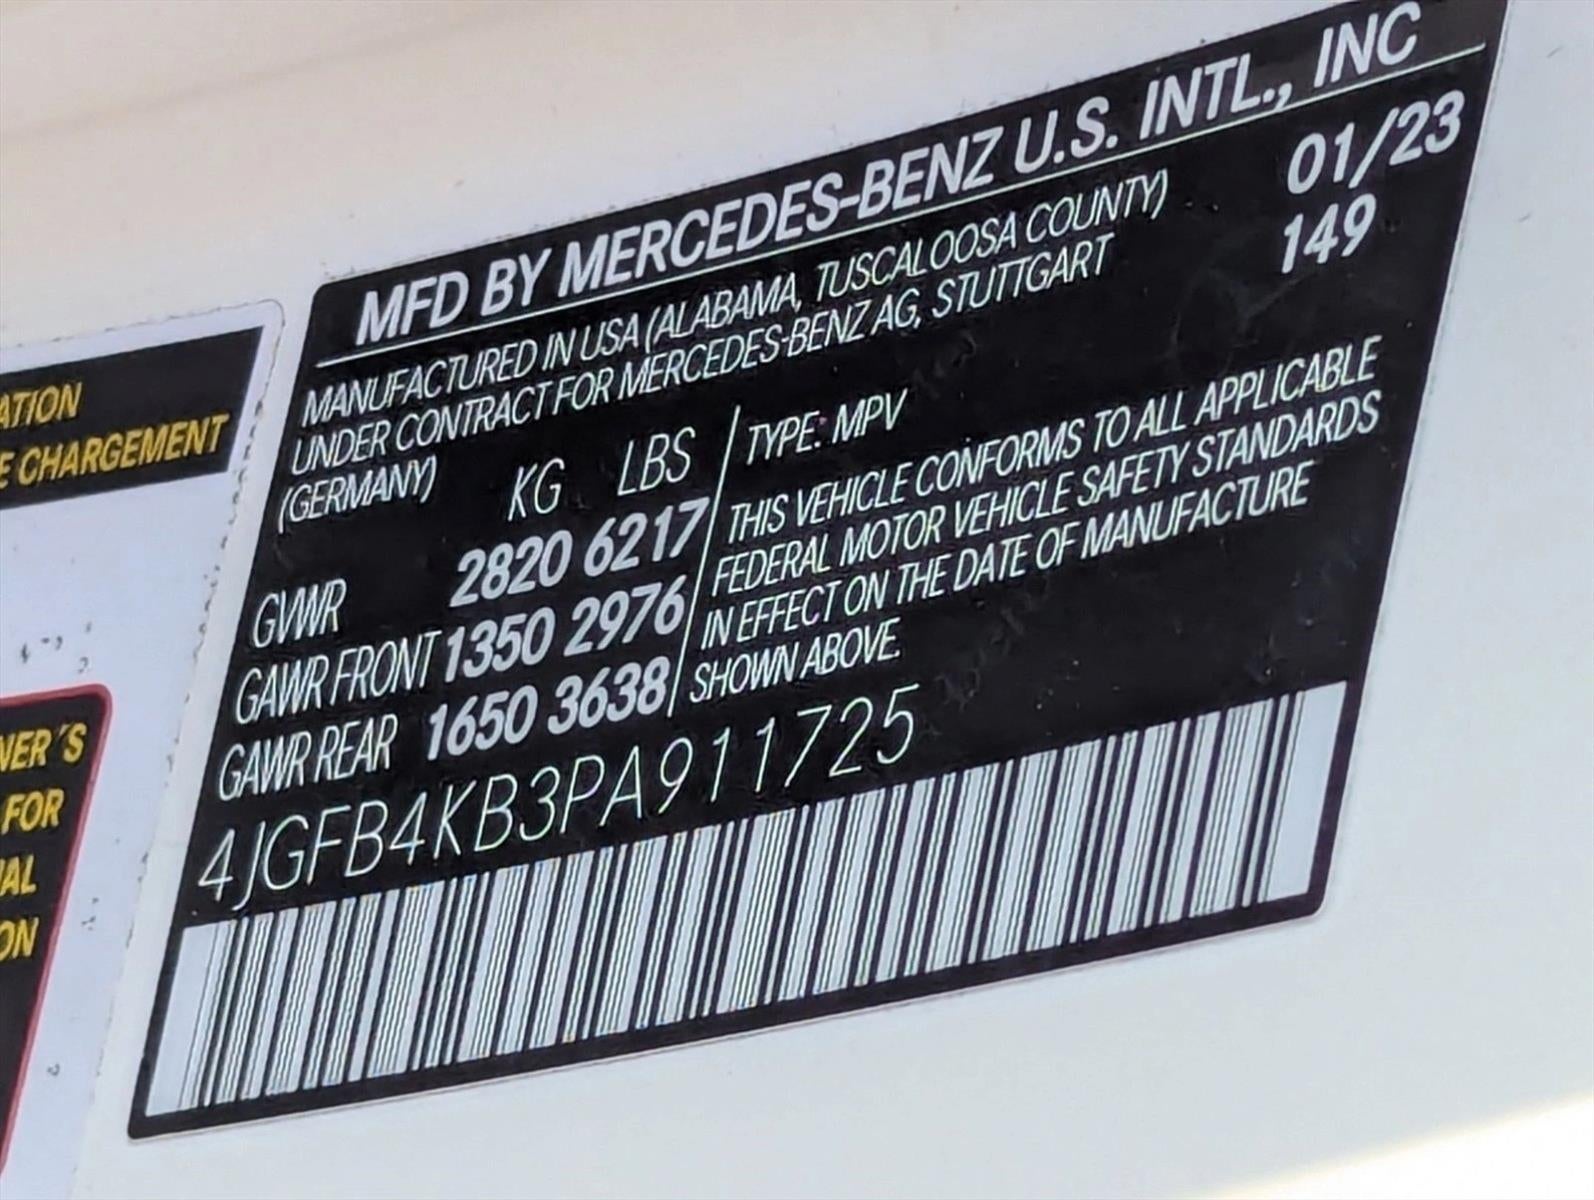 MFD BY MERCEDES-BENZ U.S. INTL., INC
MANUFACTURED IN USA (ALABAMA, TUSCALOOSA COUNTY) 01/23
UNDER CONTRACT FOR MERCEDES-BENZ AG, STUTTGART 149
(GERMANY)
KG LBS
GVWR 2820 6217
GAWR FRONT 1350 2976
GAWR REAR 1650 3638
TYPE: MPV
THIS VEHICLE CONFORMS TO ALL APPLICABLE
FEDERAL MOTOR VEHICLE SAFETY STANDARDS
IN EFFECT ON THE DATE OF MANUFACTURE
SHOWN ABOVE.
4JGFB4KB3PA911725
ATION
E CHARGEMENT
NER'S
FOR
AL
ON